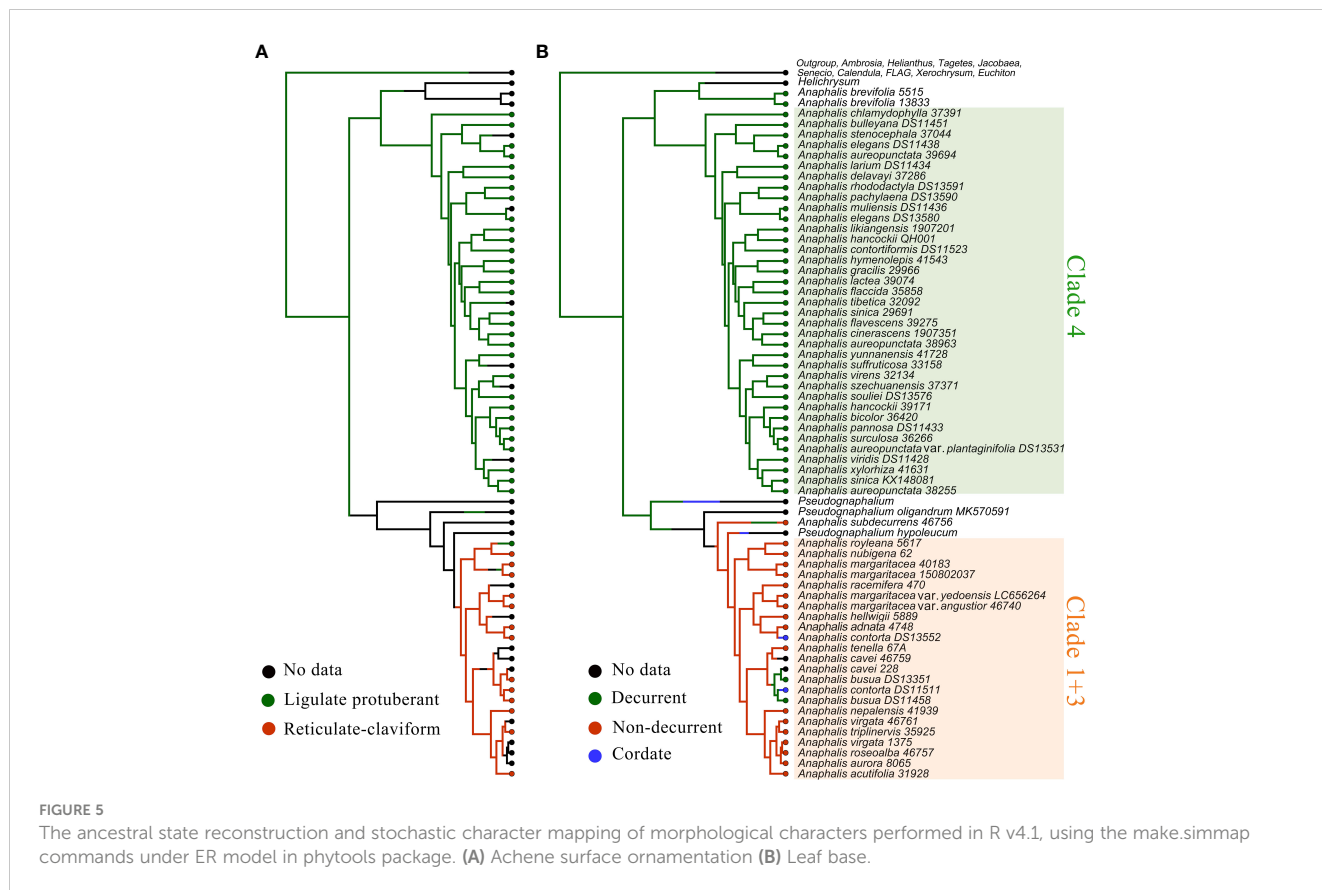 A
B
Outgroup, Ambrosia, Helianthus, Tagetes, Jacobaea,
Senecio, Calendula, FLAG, Xerochrysum, Euchiton
Helichrysum
Anaphalis brevifolia 5515
Anaphalis brevifolia 13833
Anaphalis chlamydophylla 37391
Anaphalis bulleyana DS11451
Anaphalis stenocephala 37044
Anaphalis elegans DS11438
Anaphalis aureopunctata 39694
Anaphalis larium DS11434
Anaphalis delavayi 37286
Anaphalis rhododactyla DS13591
Anaphalis pachylaena DS13590
Anaphalis muliensis DS11436
Anaphalis elegans DS13580
Anaphalis likiangensis 1907201
Anaphalis hancockii QH001
Anaphalis contortiformis DS11523
Anaphalis hymenolepis 41543
Anaphalis gracilis 29966
Anaphalis lactea 39074
Anaphalis flaccida 35858
Anaphalis tibetica 32092
Anaphalis sinica 29691
Anaphalis flavescens 39275
Anaphalis cinerascens 1907351
Anaphalis aureopunctata 38963
Anaphalis yunnanensis 41728
Anaphalis suffruticosa 33158
Anaphalis virens 32134
Anaphalis szechuanensis 37371
Anaphalis souliei DS13576
Anaphalis hancockii 39171
Anaphalis bicolor 36420
Anaphalis pannosa DS11433
Anaphalis surculosa 36266
Anaphalis aureopunctata var. plantaginifolia DS13531
Anaphalis viridis DS11428
Anaphalis xylorhiza 41631
Anaphalis sinica KX148081
Anaphalis aureopunctata 38255
Clade 4
Pseudognaphalium
Pseudognaphalium oligandrum MK570591
Anaphalis subdecurrens 46756
Pseudognaphalium hypoleucum
Anaphalis royleana 5617
Anaphalis nubigena 62
Anaphalis margaritacea 40183
Anaphalis margaritacea 150802037
Anaphalis racemifera 470
Anaphalis margaritacea var. yedoensis LC656264
Anaphalis margaritacea var. angustior 46740
Anaphalis hellwigii 5889
Anaphalis adnata 4748
Anaphalis contorta DS13552
Anaphalis tenella 67A
Anaphalis cavei 46759
Anaphalis cavei 228
Anaphalis busua DS13351
Anaphalis contorta DS11511
Anaphalis busua DS11458
Anaphalis nepalensis 41939
Anaphalis virgata 46761
Anaphalis triplinervis 35925
Anaphalis virgata 1375
Anaphalis roseoalba 46757
Anaphalis aurora 8065
Anaphalis acutifolia 31928
Clade 1+3
No data
Ligulate protuberant
Reticulate-claviform
No data
Decurrent
Non-decurrent
Cordate
FIGURE 5
The ancestral state reconstruction and stochastic character mapping of morphological characters performed in R v4.1, using the make.simmap
commands under ER model in phytools package. (A) Achene surface ornamentation (B) Leaf base.